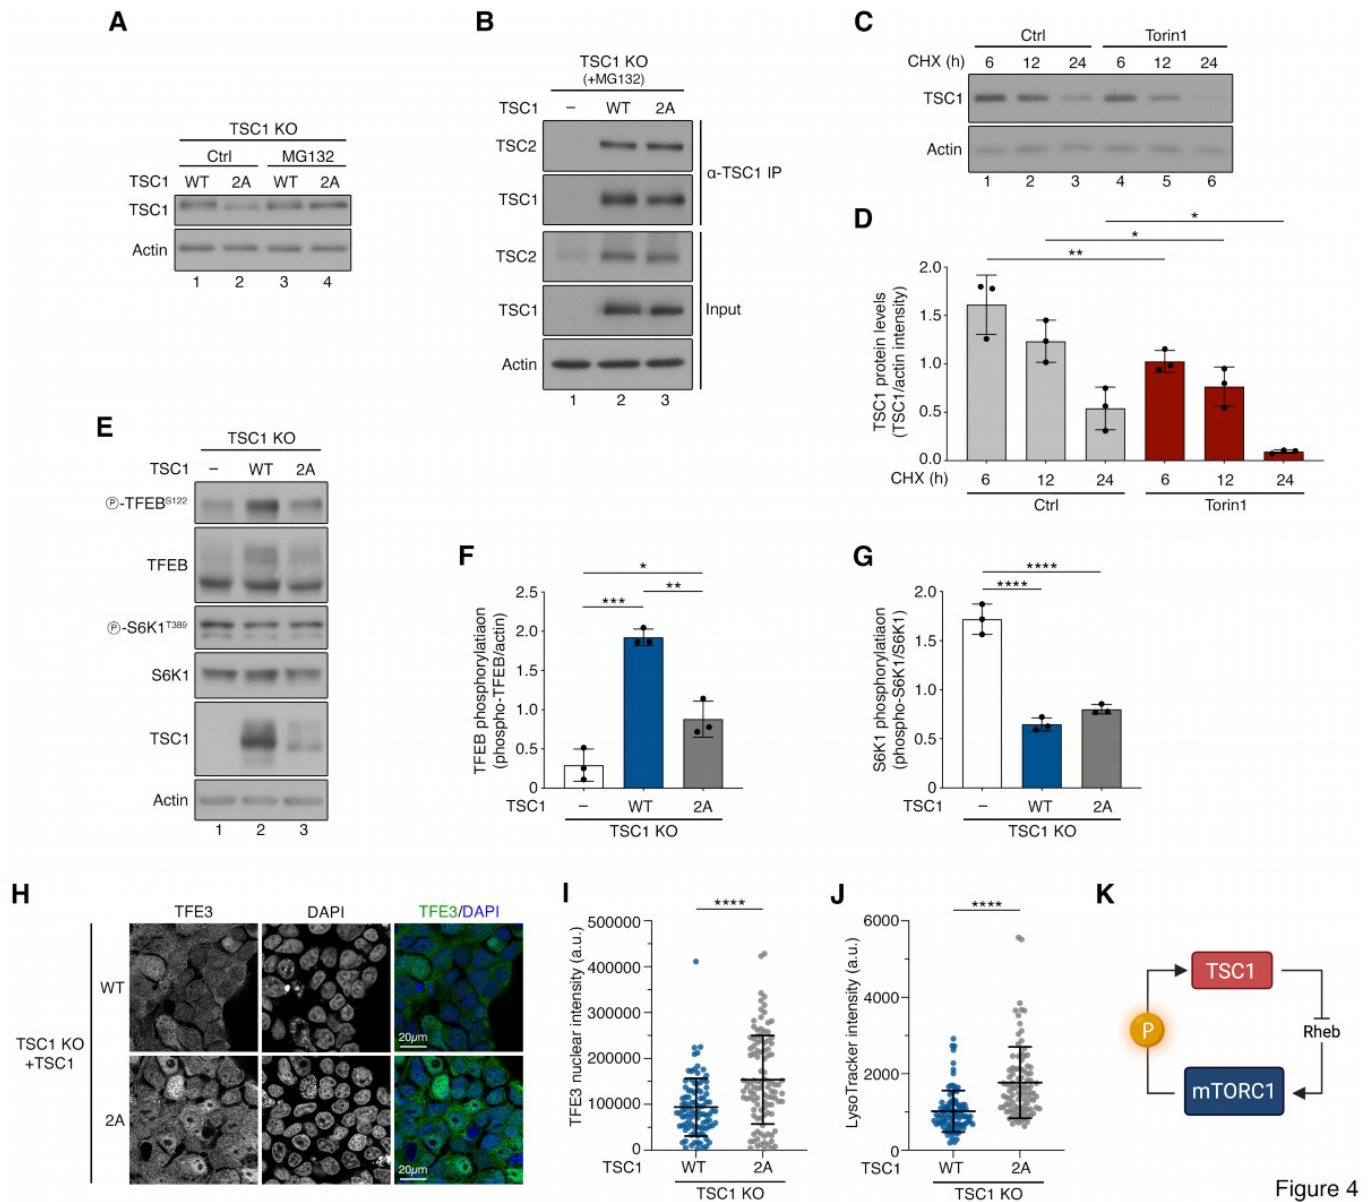 A
TSC1 KO
Ctrl MG132
TSC1 WT 2A WT 2A
TSC1
Actin
1 2 3 4
B
TSC1 KO
(+MG132)
TSC1 – WT 2A
TSC2
TSC1
α-TSC1 IP
TSC2
TSC1
Actin
Input
1 2 3
C
Ctrl Torin1
CHX (h) 6 12 24 6 12 24
TSC1
Actin
1 2 3 4 5 6
D
TSC1 protein levels
(TSC1/actin intensity)
2.0
1.5
1.0
0.5
0.0
** * *
CHX (h) 6 12 24 6 12 24
Ctrl Torin1
E
TSC1 KO
TSC1 – WT 2A
Ⓟ-TFEBS122
TFEB
Ⓟ-S6K1T389
S6K1
TSC1
Actin
1 2 3
F
TFEB phosphorylatiaon
(phospho-TFEB/actin)
2.5
2.0
1.5
1.0
0.5
0
*
*** **
TSC1 – WT 2A
TSC1 KO
G
S6K1 phosphorylatiaon
(phospho-S6K1/S6K1)
2.0
1.5
1.0
0.5
0
****
****
TSC1 – WT 2A
TSC1 KO
H
TFE3 DAPI TFE3/DAPI
TSC1 KO
+TSC1
WT
2A
20µm
20µm
I
TFE3 nuclear intensity (a.u.)
500000
400000
300000
200000
100000
0
****
TSC1 WT 2A
TSC1 KO
J
LysoTracker intensity (a.u.)
6000
4000
2000
0
****
TSC1 WT 2A
TSC1 KO
K
TSC1
P
Rheb
mTORC1
Figure 4